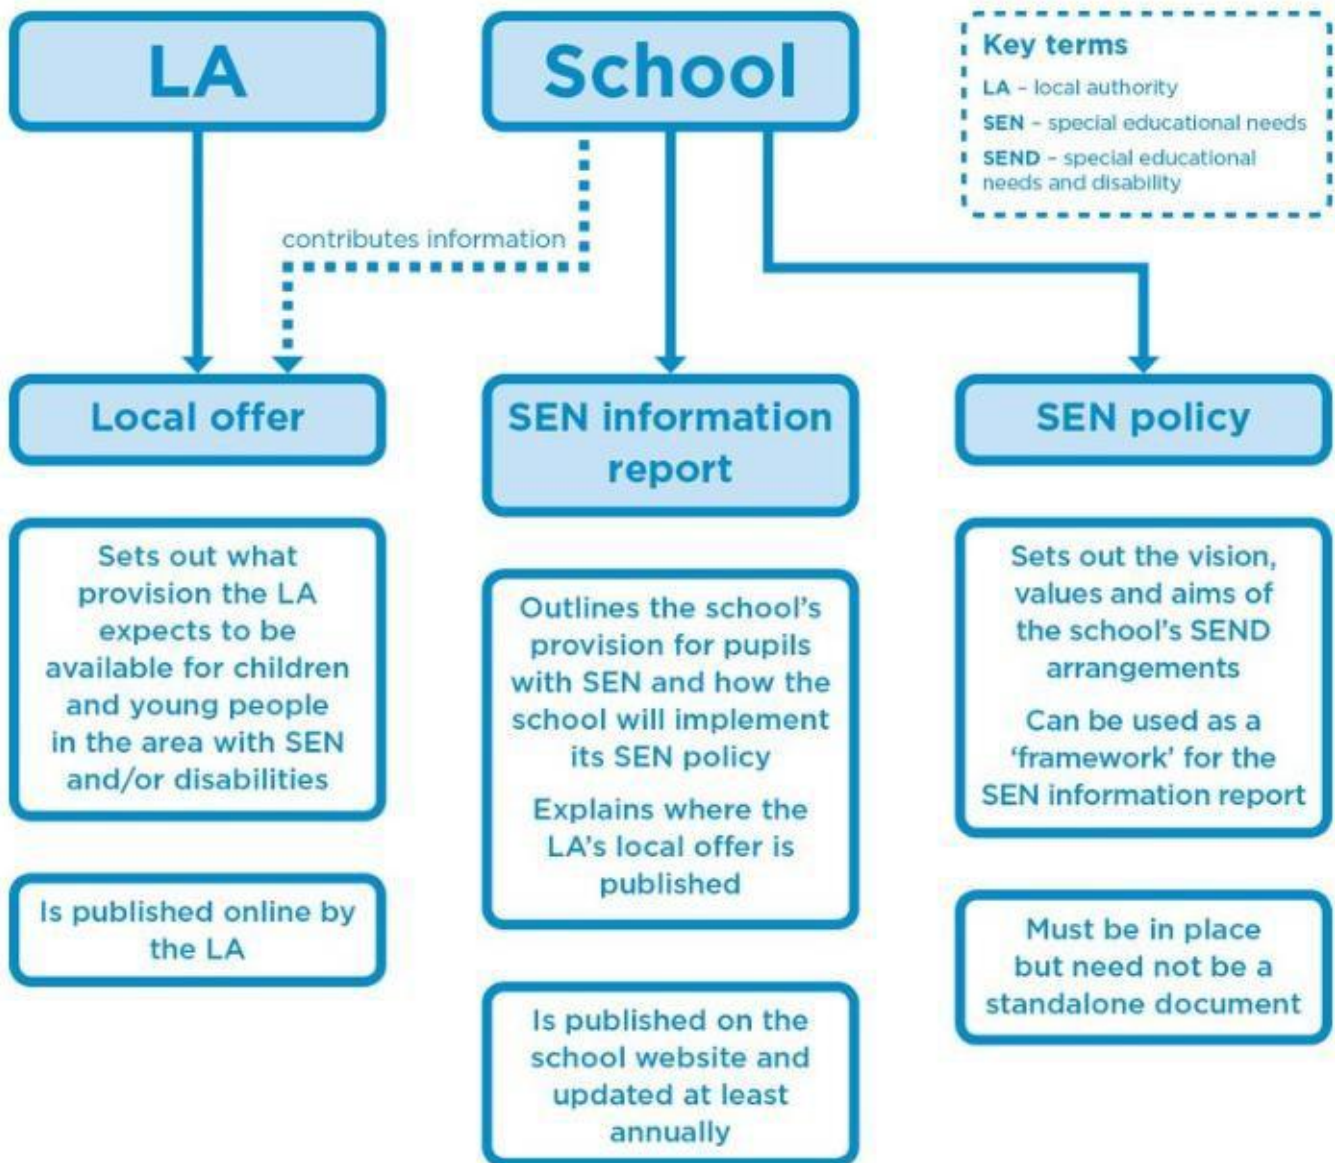 LA
School
Key terms
LA – local authority
SEN – special educational needs
SEND – special educational
needs and disability
contributes information
Local offer
Sets out what
provision the LA
expects to be
available for children
and young people
in the area with SEN
and/or disabilities
Is published online by
the LA
SEN information
report
Outlines the school's
provision for pupils
with SEN and how the
school will implement
its SEN policy
Explains where the
LA's local offer is
published
Is published on the
school website and
updated at least
annually
SEN policy
Sets out the vision,
values and aims of
the school's SEND
arrangements
Can be used as a
'framework' for the
SEN information report
Must be in place
but need not be a
standalone document